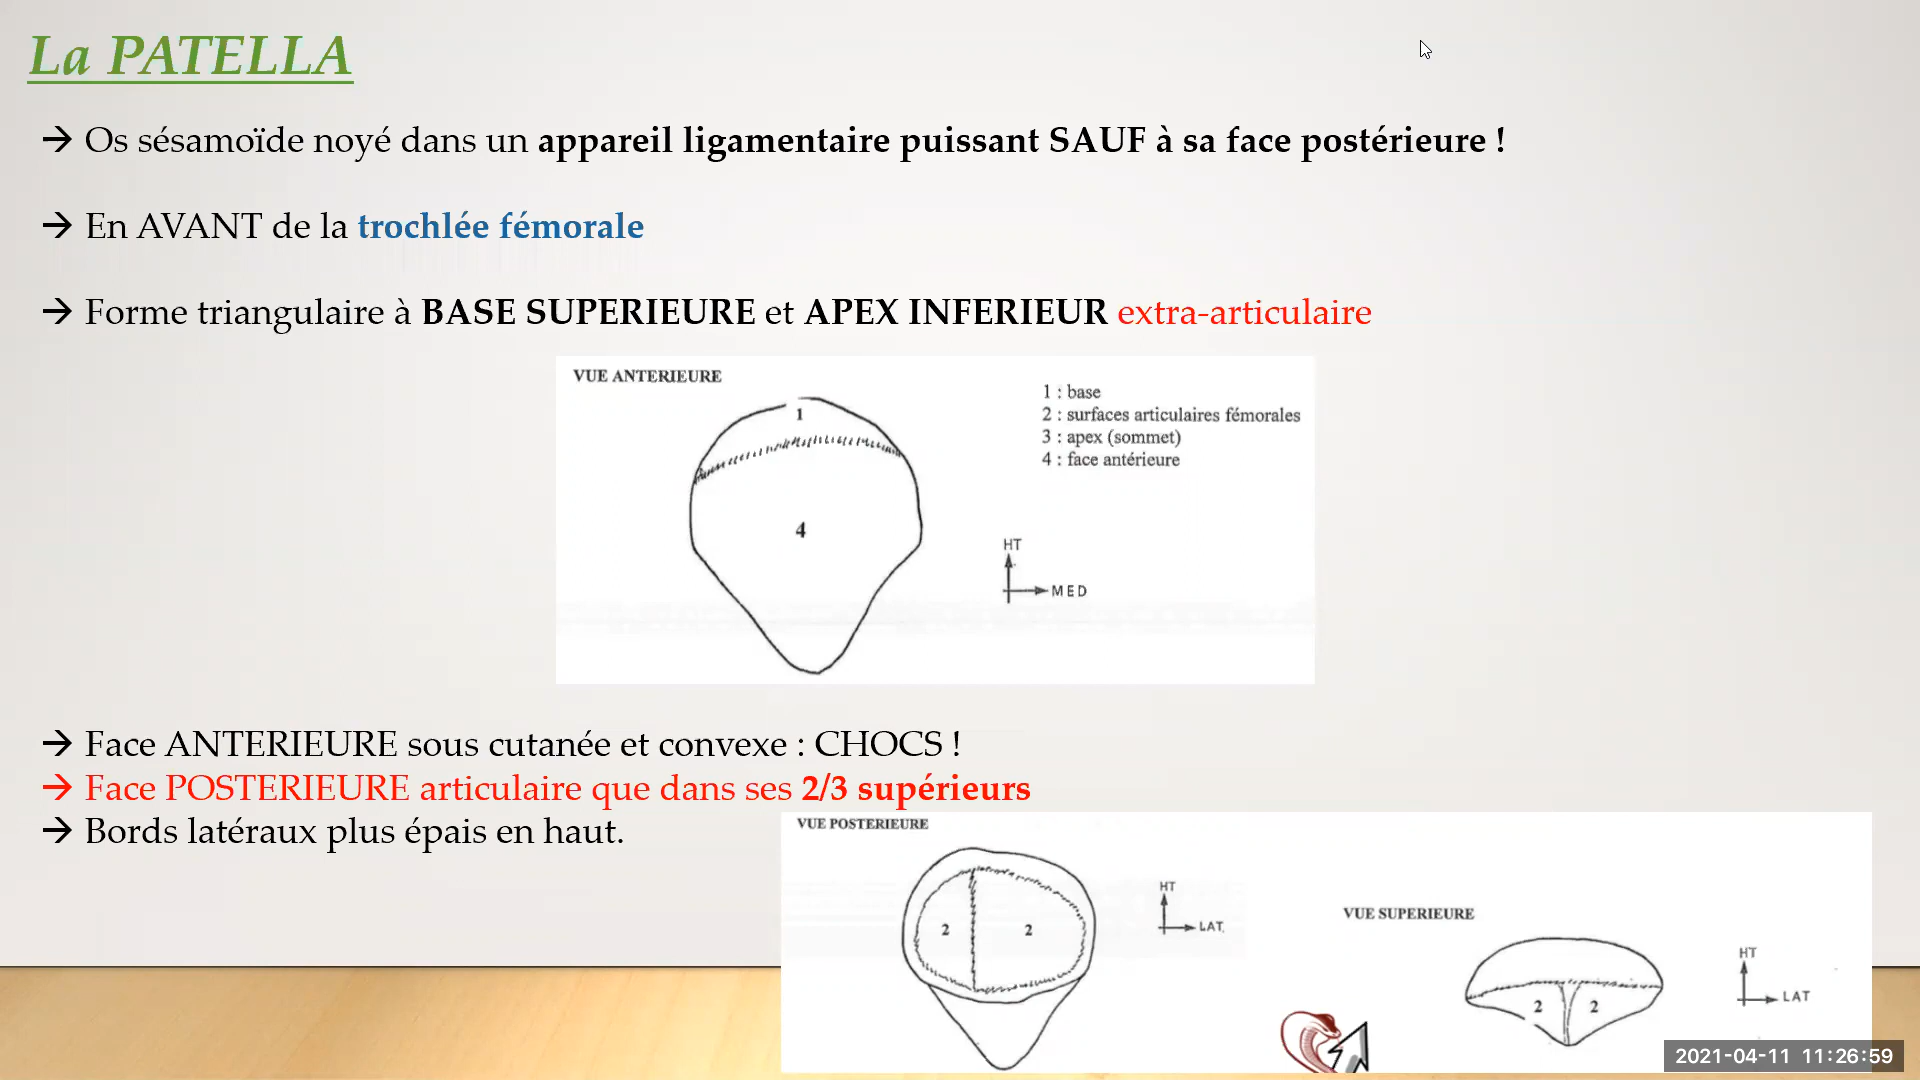 La PATELLA
→ Os sésamoïde noyé dans un appareil ligamentaire puissant SAUF à sa face postérieure !
→ En AVANT de la trochlée fémorale
→ Forme triangulaire à BASE SUPERIEURE et APEX INFERIEUR extra-articulaire
VUE ANTERIEURE
1 : base
2 : surfaces articulaires fémorales
3 : apex (sommet)
4 : face antérieure
1
4
HT
MED
→ Face ANTERIEURE sous cutanée et convexe : CHOCS !
→ Face POSTERIEURE articulaire que dans ses 2/3 supérieurs
→ Bords latéraux plus épais en haut.
VUE POSTERIEURE
2 2
HT
LAT.
VUE SUPERIEURE
2 2
HT
LAT
2021-04-11 11:26:59